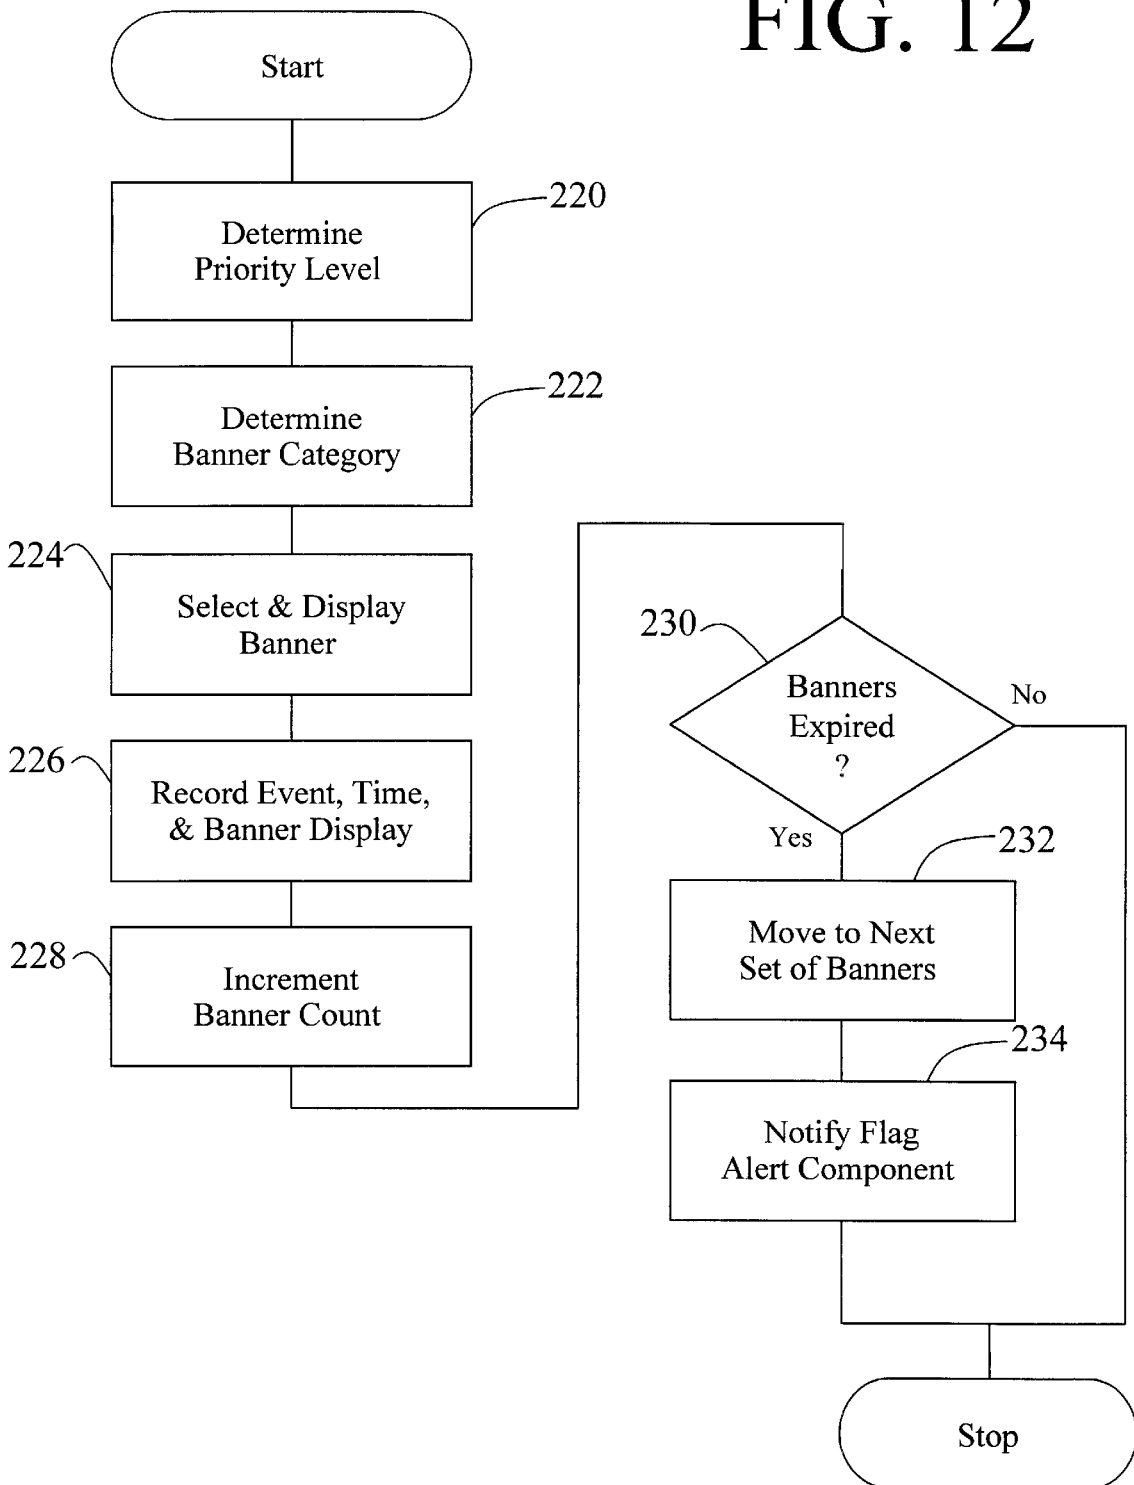 FIG. 12
Start
220
Determine
Priority Level
222
Determine
Banner Category
224
Select & Display
Banner
226
Record Event, Time,
& Banner Display
228
Increment
Banner Count
230
Banners
Expired
?
No
Yes
232
Move to Next
Set of Banners
234
Notify Flag
Alert Component
Stop